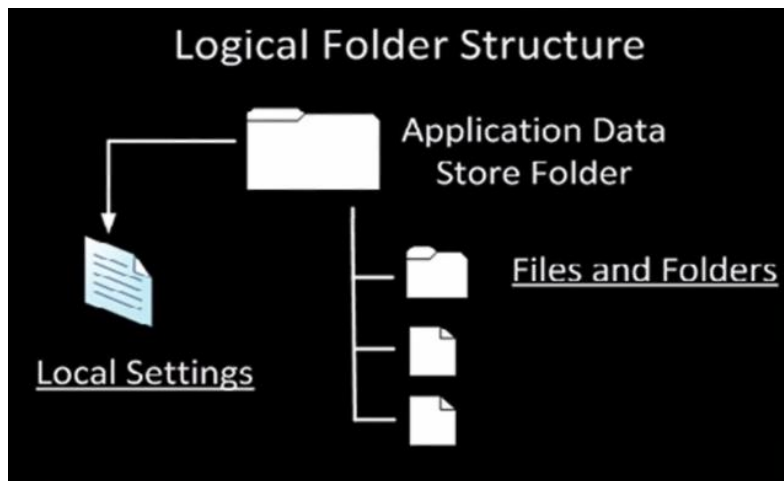 Logical Folder Structure
Application Data
Store Folder
Files and Folders
Local Settings